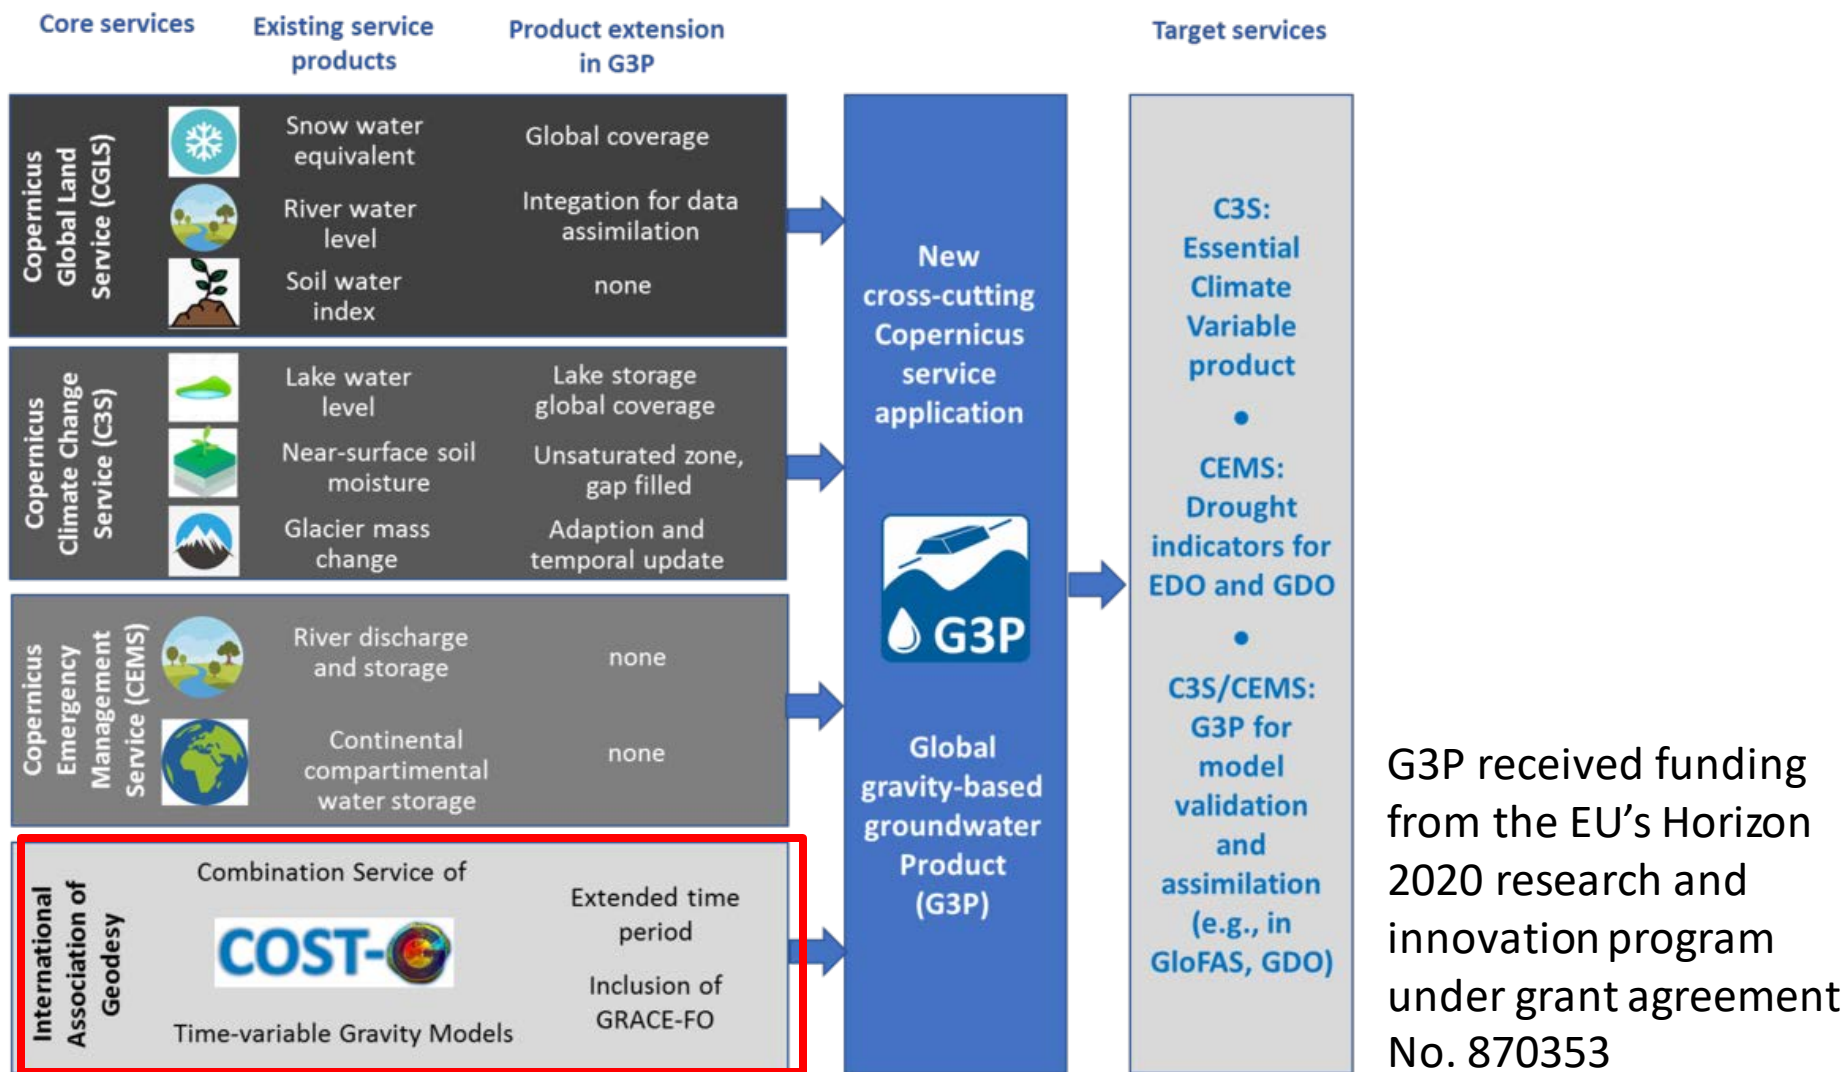 Core services
Existing service
products
Product extension
in G3P
Target services
Copernicus
Global Land
Service (CGLS)
Snow water
equivalent
Global coverage
River water
level
Integation for data
assimilation
Soil water
index
none
Copernicus
Climate Change
Service (C3S)
Lake water
level
Lake storage
global coverage
Near-surface soil
moisture
Unsaturated zone,
gap filled
Glacier mass
change
Adaption and
temporal update
Copernicus
Emergency
Management
Service (CEMS)
River discharge
and storage
none
Continental
compartimental
water storage
none
International
Association of
Geodesy
Combination Service of
COST-G
Time-variable Gravity Models
Extended time
period
Inclusion of
GRACE-FO
New
cross-cutting
Copernicus
service
application
G3P
Global
gravity-based
groundwater
Product
(G3P)
C3S:
Essential
Climate
Variable
product
•
CEMS:
Drought
indicators for
EDO and GDO
•
C3S/CEMS:
G3P for
model
validation
and
assimilation
(e.g., in
GloFAS, GDO)
G3P received funding
from the EU’s Horizon
2020 research and
innovation program
under grant agreement
No. 870353